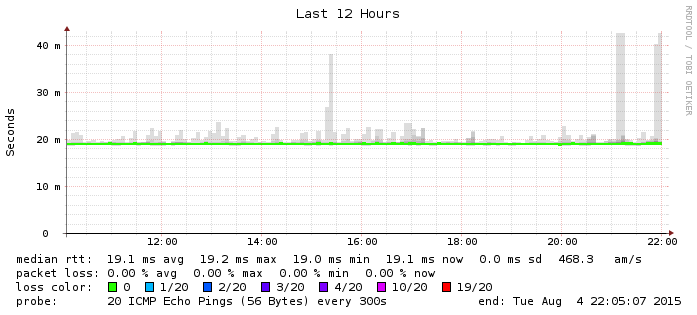 Last 12 Hours
RRDTOOL / TOBI OETIKER
Seconds
40 m
30 m
20 m
10 m
0
12:00 14:00 16:00 18:00 20:00 22:00
median rtt: 19.1 ms avg 19.2 ms max 19.0 ms min 19.1 ms now 0.0 ms sd 468.3 am/s
packet loss: 0.00 % avg 0.00 % max 0.00 % min 0.00 % now
loss color: 0 1/20 2/20 3/20 4/20 10/20 19/20
probe: 20 ICMP Echo Pings (56 Bytes) every 300s end: Tue Aug 4 22:05:07 2015